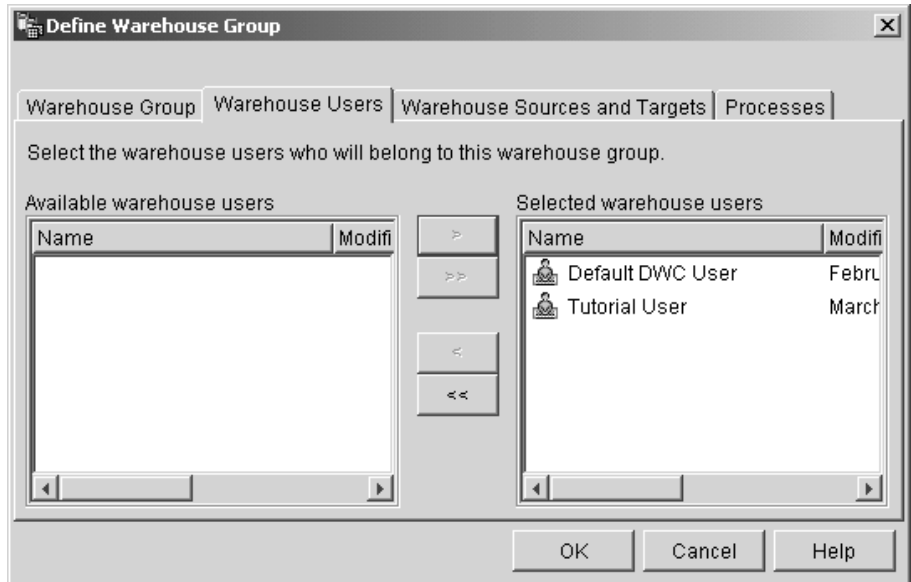 Define Warehouse Group
Warehouse Group
Warehouse Users
Warehouse Sources and Targets
Processes
Select the warehouse users who will belong to this warehouse group.
Available warehouse users
Name
Modifi
>
>>
<
<<
Selected warehouse users
Name
Modifi
Default DWC User
Febru
Tutorial User
March
OK
Cancel
Help